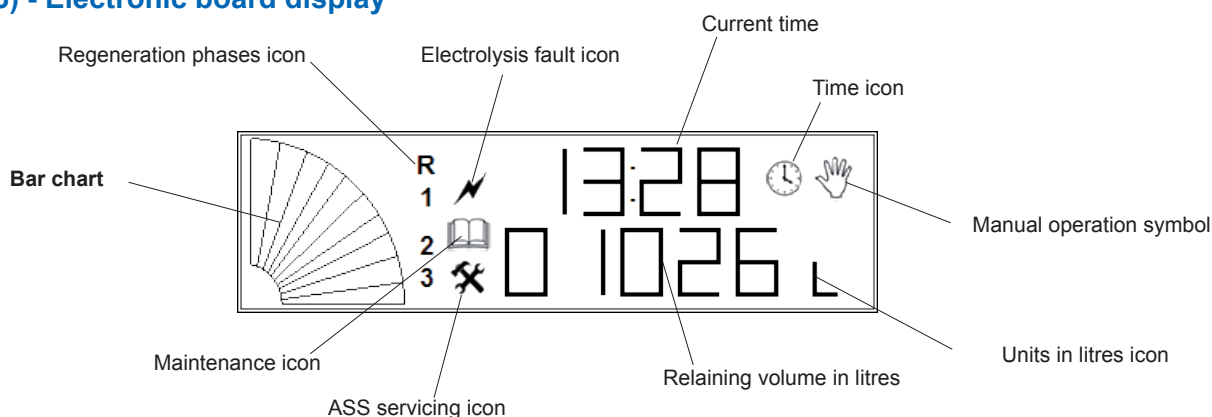 ) - Electronic board display
Current time
Regeneration phases icon
Electrolysis fault icon
Time icon
Bar chart
R
1
2
3
13:28
0 1026 L
Manual operation symbol
Maintenance icon
Relaining volume in litres
Units in litres icon
ASS servicing icon